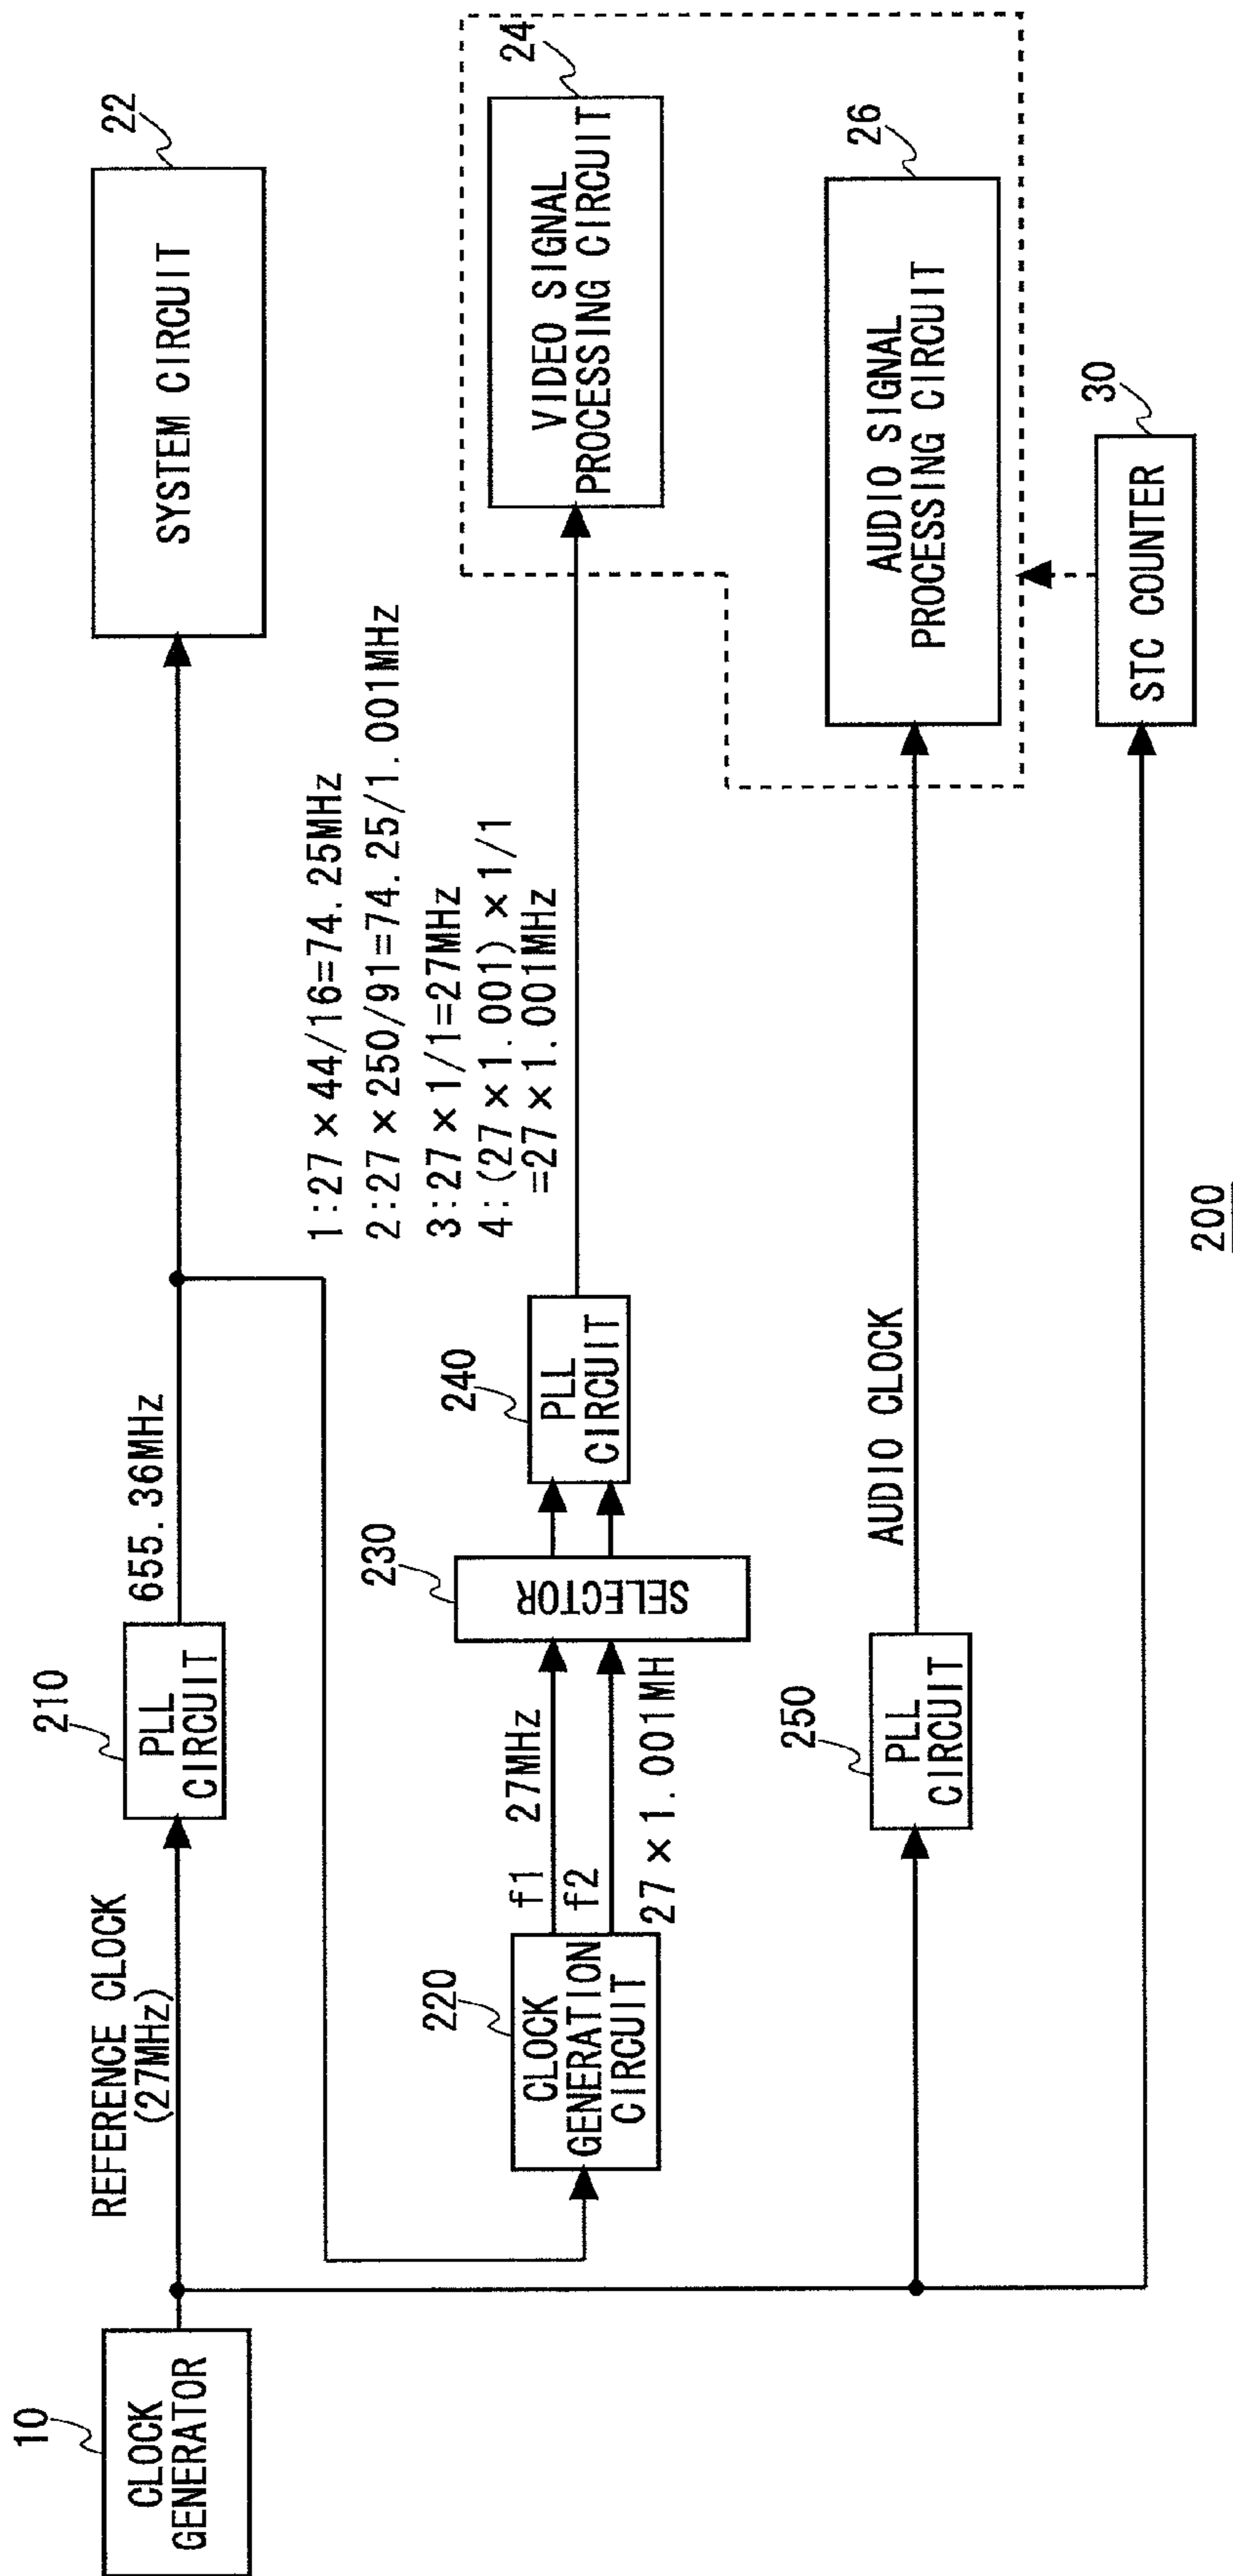 10
CLOCK
GENERATOR
REFERENCE CLOCK
(27MHz)
210
PLL
CIRCUIT
655.36MHz
22
SYSTEM CIRCUIT
220
CLOCK
GENERATION
CIRCUIT
f1 27MHz
f2
27×1.001MH
230
SELECTOR
240
PLL
CIRCUIT
1:27×44/16=74.25MHz
2:27×250/91=74.25/1.001MHz
3:27×1/1=27MHz
4:(27×1.001)×1/1
=27×1.001MHz
24
VIDEO SIGNAL
PROCESSING CIRCUIT
250
PLL
CIRCUIT
AUDIO CLOCK
26
AUDIO SIGNAL
PROCESSING CIRCUIT
30
STC COUNTER
200